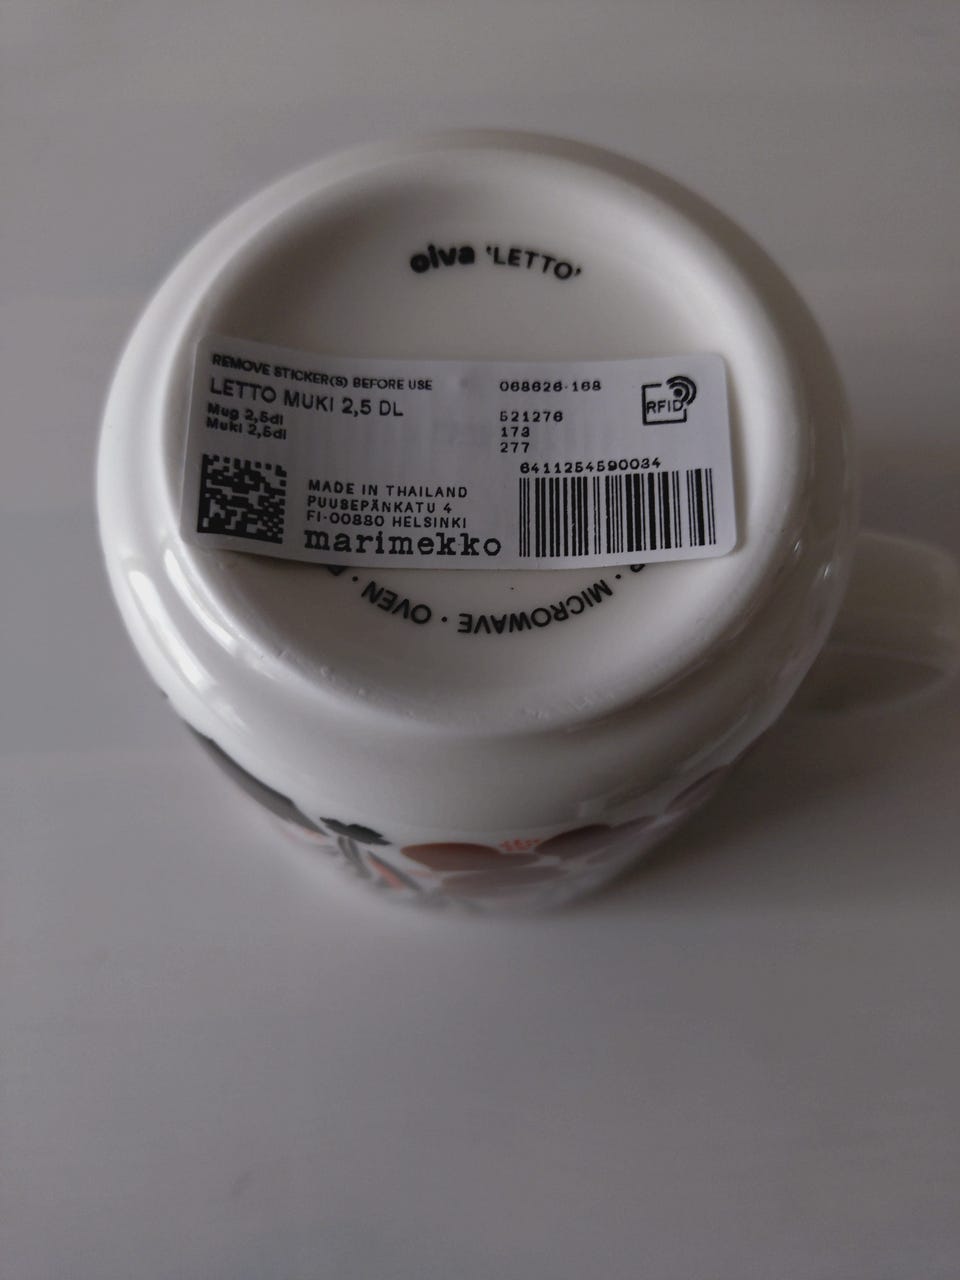 oiva 'LETTO'
REMOVE STICKER(S) BEFORE USE
LETTO MUKI 2,5 DL
Mug 2,5dl
Muki 2,5dl
068626-168
521276
173
277
RFID
6411254590034
MADE IN THAILAND
PUUSEPÄNKATU 4
FI-00880 HELSINKI
marimekko
· MICROWAVE · OVEN ·